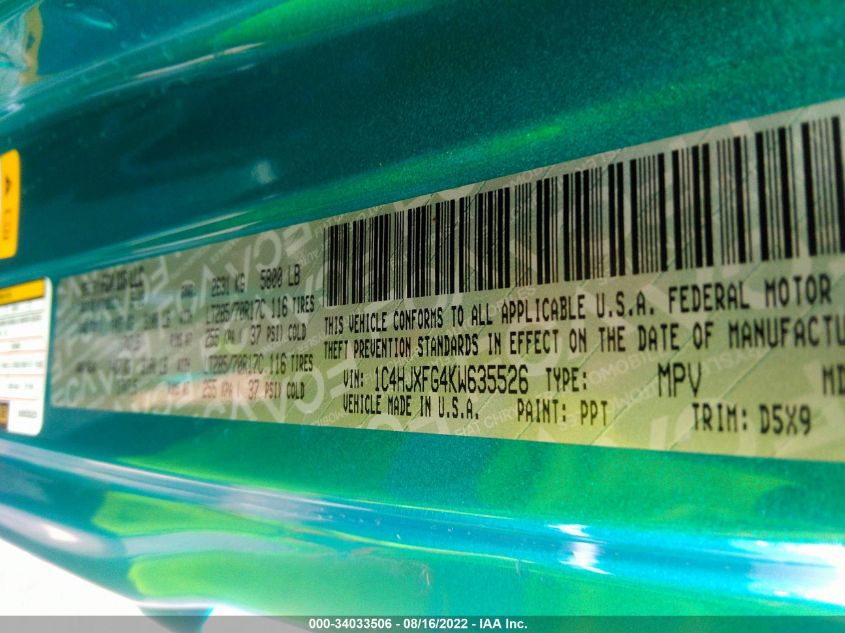 2631 KG 5800 LB
LT285/70R17C 116 TIRES
255 KPA ( 37 PSI) COLD
LT285/70R17C 116 TIRES
255 KPA ( 37 PSI) COLD
THIS VEHICLE CONFORMS TO ALL APPLICABLE U.S.A. FEDERAL MOTOR
THEFT PREVENTION STANDARDS IN EFFECT ON THE DATE OF MANUFACTU
VIN: 1C4HJXFG4KW635526 TYPE: MPV MD
VEHICLE MADE IN U.S.A. PAINT: PPT TRIM: D5X9
000-34033506 - 08/16/2022 - IAA Inc.